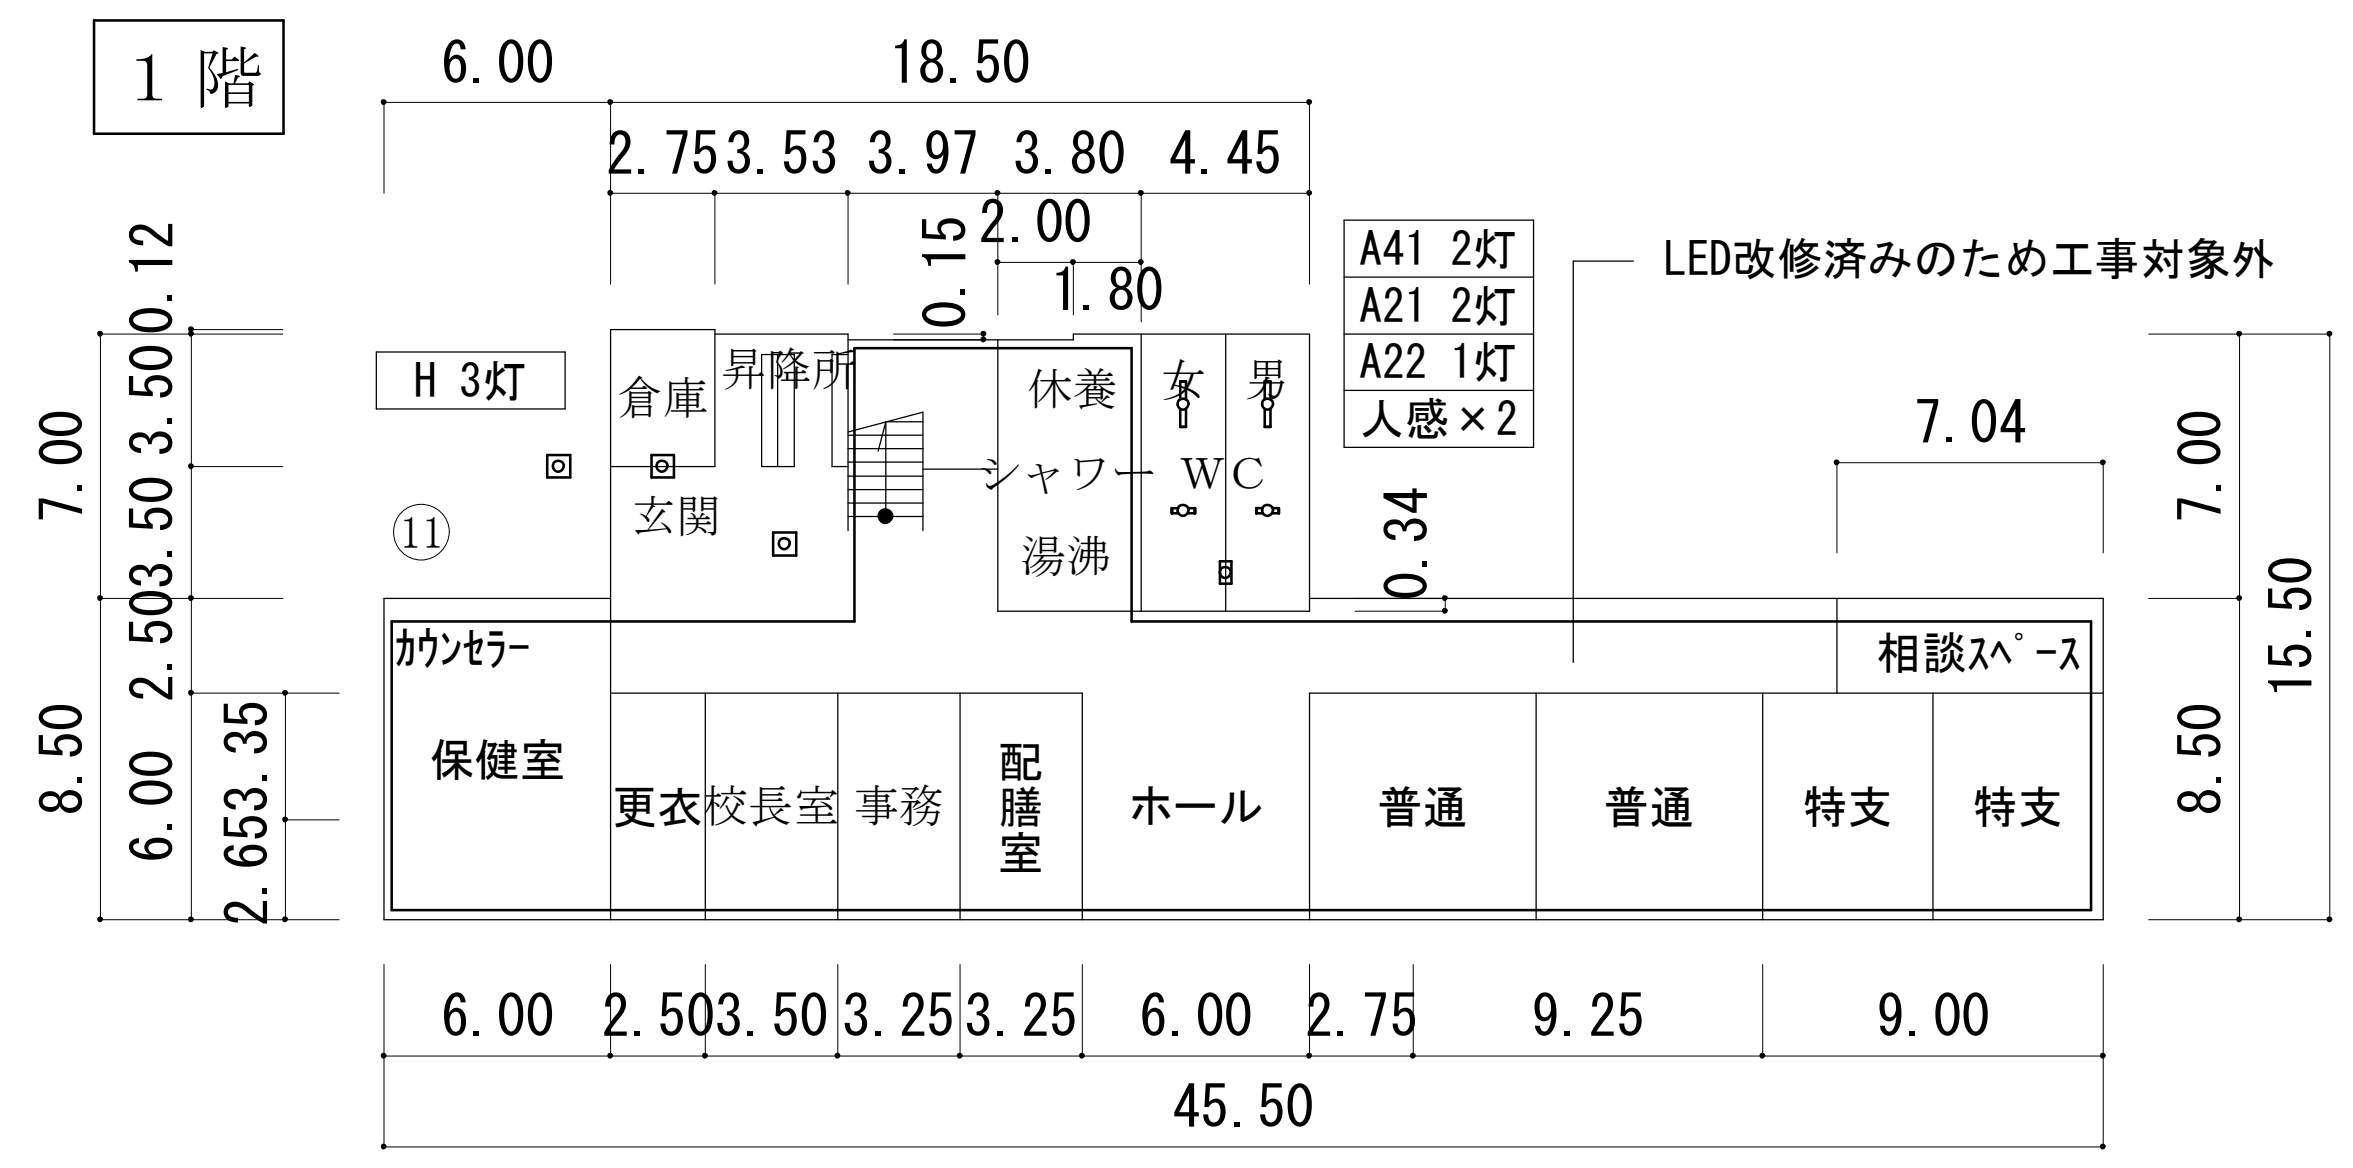 1 階
6.00
18.50
2.75
3.53
3.97
3.80
4.45
2.00
1.80
0.15
A41 2灯
A21 2灯
A22 1灯
人感×2
LED改修済みのため工事対象外
H 3灯
0.12
3.50
3.50
2.50
6.00
7.00
8.50
3.35
2.65
倉庫
昇降所
休養
女
男
シャワー
WC
玄関
湯沸
11
0.34
7.04
7.00
8.50
15.50
カウンセラー
相談スペース
保健室
更衣
校長室
事務
配膳室
ホール
普通
普通
特支
特支
6.00
2.50
3.50
3.25
3.25
6.00
2.75
9.25
9.00
45.50